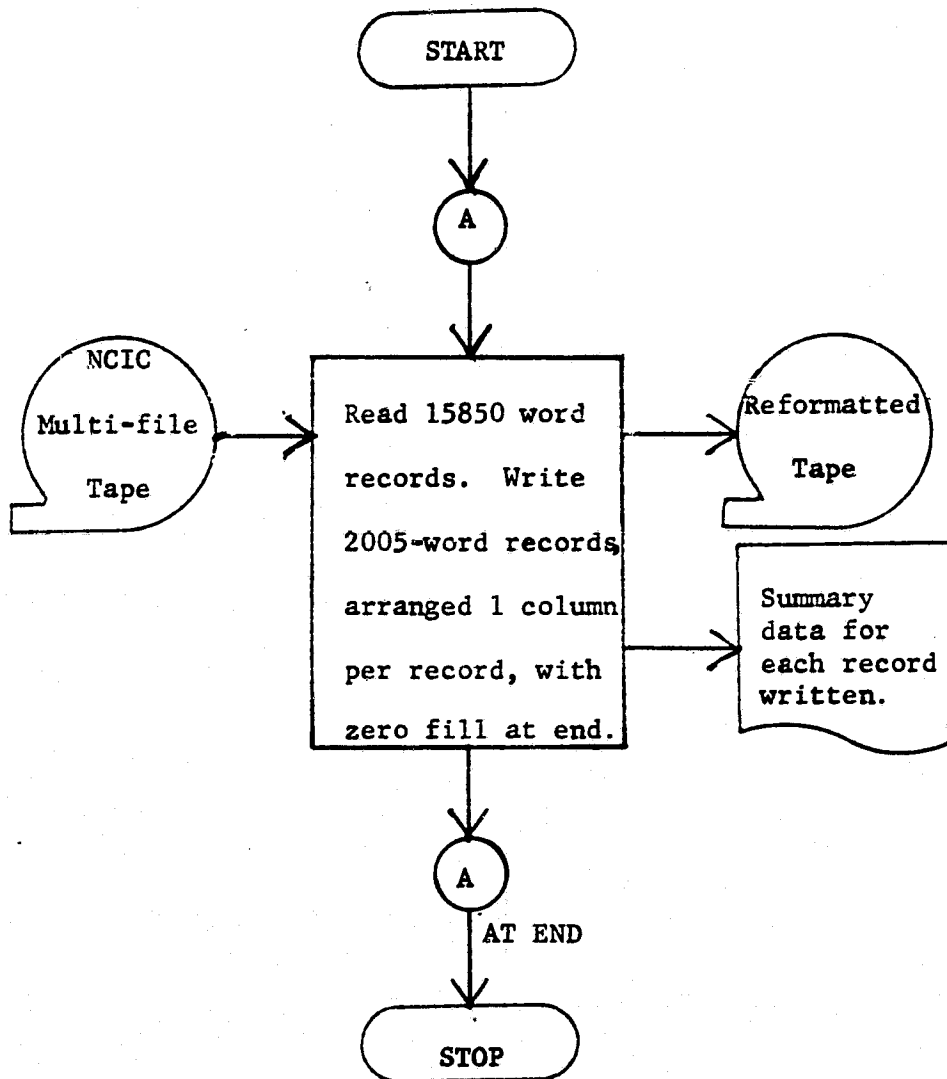 START
A
NCIC
Multi-file
Tape
Read 15850 word
records. Write
2005-word records,
arranged 1 column
per record, with
zero fill at end.
Reformatted
Tape
Summary
data for
each record
written.
A
AT END
STOP